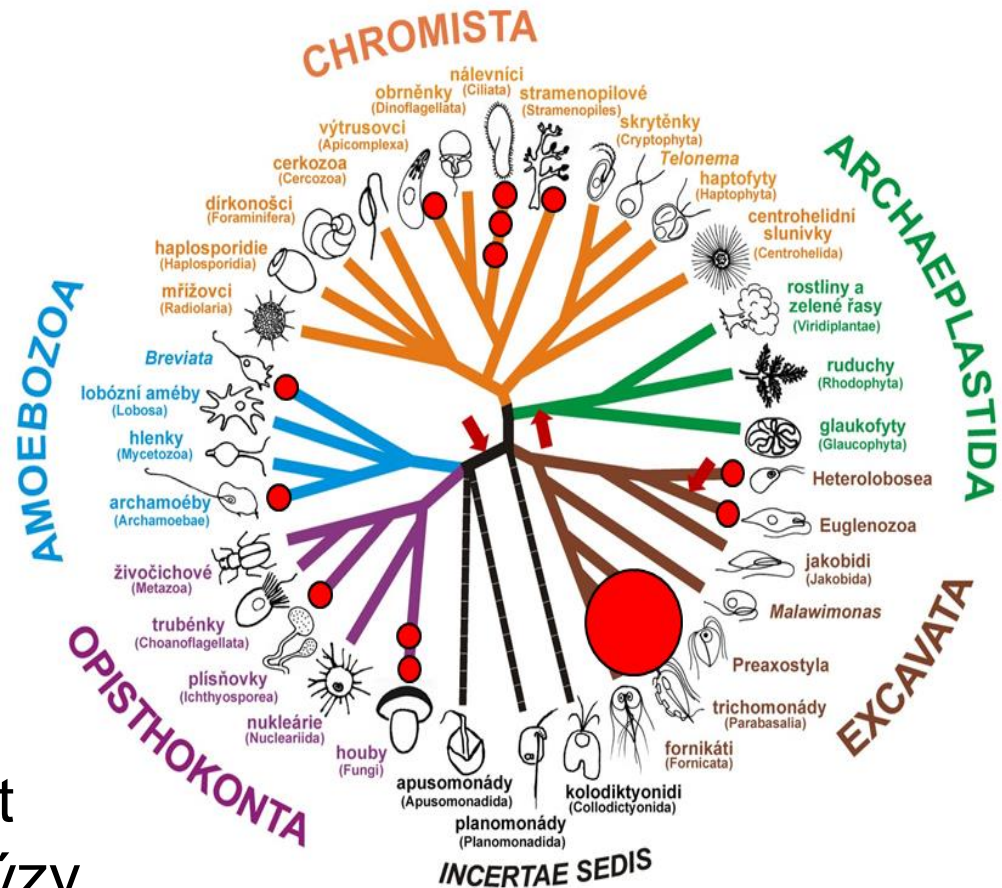 CHROMISTA
nálevníci
(Ciliata)
obrněnky
(Dinoflagellata)
stramenopilové
(Stramenopiles)
výtrusovci
(Apicomplexa)
skrytěnky
(Cryptophyta)
cerkozoa
(Cercozoa)
Telonema
haptofyty
(Haptophyta)
dírkonošci
(Foraminifera)
centrohelidní
slunivky
(Centrohelida)
haplosporidie
(Haplosporidia)
mřížovci
(Radiolaria)
ARCHAEPLASTIDA
rostliny a
zelené řasy
(Viridiplantae)
ruduchy
(Rhodophyta)
glaukofyty
(Glaucophyta)
AMOEBOZOA
Breviata
lobózní améby
(Lobosa)
hlenky
(Mycetozoa)
archamoéby
(Archamoebae)
Heterolobosea
Euglenozoa
jakobidi
(Jakobida)
Malawimonas
Preaxostyla
trichomonády
(Parabasalia)
fornikáti
(Fornicata)
EXCAVATA
OPISTHOKONTA
živočichové
(Metazoa)
trubénky
(Choanoflagellata)
plísňovky
(Ichthyosporea)
nukleárie
(Nucleariida)
houby
(Fungi)
apusomonády
(Apusomonadida)
planomonády
(Planomonadida)
kolodiktyonidi
(Collodictyonida)
INCERTAE SEDIS